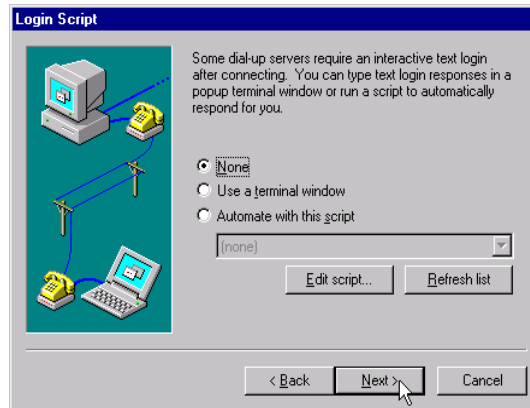 Login Script
Some dial-up servers require an interactive text login
after connecting. You can type text login responses in a
popup terminal window or run a script to automatically
respond for you.
None
Use a terminal window
Automate with this script
(none)
Edit script...
Refresh list
< Back
Next >
Cancel